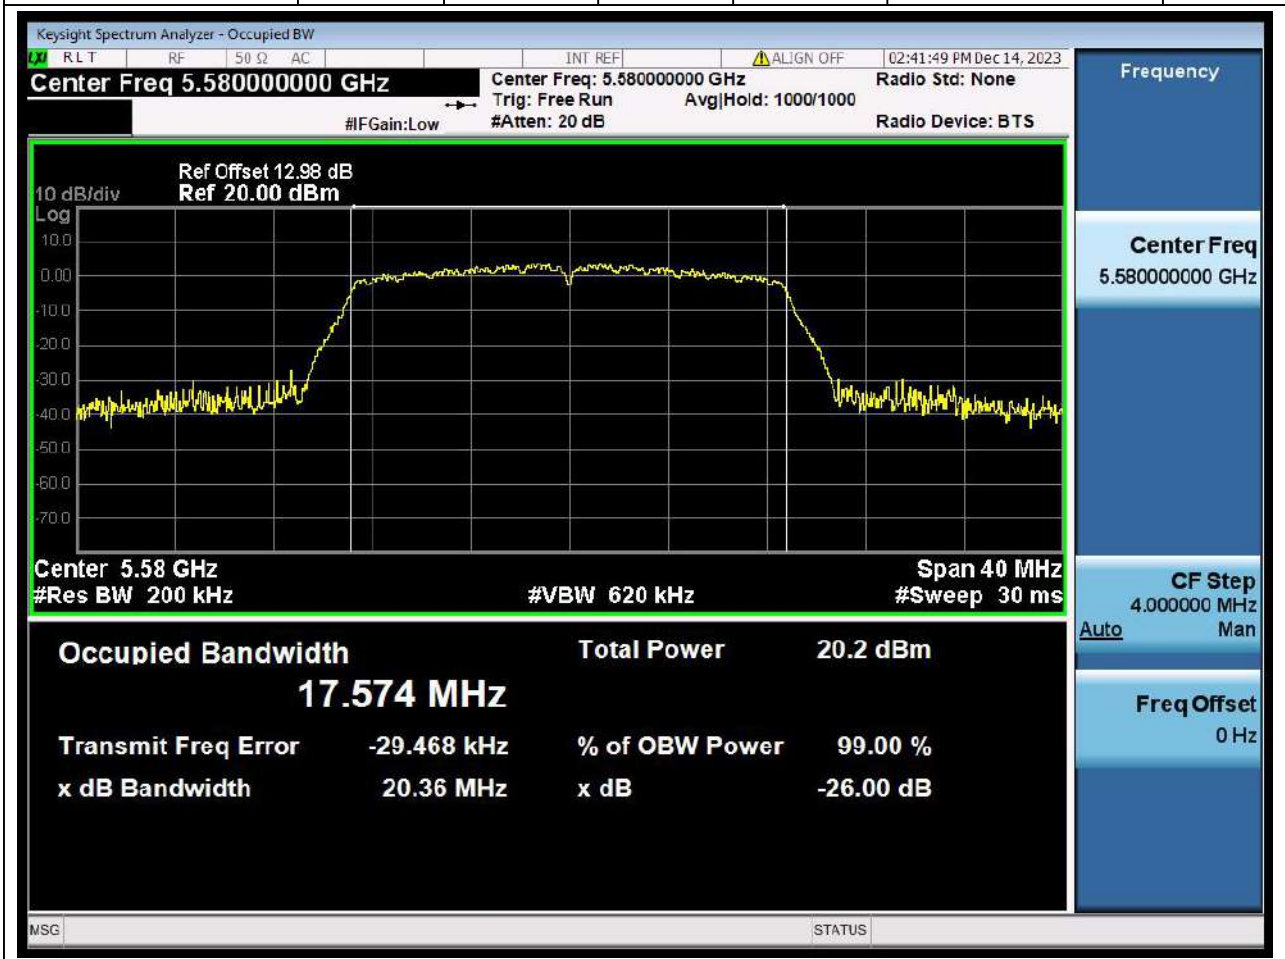 Keysight Spectrum Analyzer - Occupied BW
LXI RLT RF 50 Ω AC INT REF ALIGN OFF 02:41:49 PM Dec 14, 2023
Center Freq 5.580000000 GHz
Center Freq: 5.580000000 GHz
Radio Std: None
Trig: Free Run Avg|Hold: 1000/1000
#IFGain:Low
#Atten: 20 dB
Radio Device: BTS
Ref Offset 12.98 dB
10 dB/div Ref 20.00 dBm
Log
10.0
0.00
-10.0
-20.0
-30.0
-40.0
-50.0
-60.0
-70.0
Center 5.58 GHz Span 40 MHz
#Res BW 200 kHz #VBW 620 kHz #Sweep 30 ms
Occupied Bandwidth Total Power 20.2 dBm
17.574 MHz
Transmit Freq Error -29.468 kHz % of OBW Power 99.00 %
x dB Bandwidth 20.36 MHz x dB -26.00 dB
MSG STATUS
Frequency
Center Freq
5.580000000 GHz
CF Step
4.000000 MHz
Auto Man
Freq Offset
0 Hz